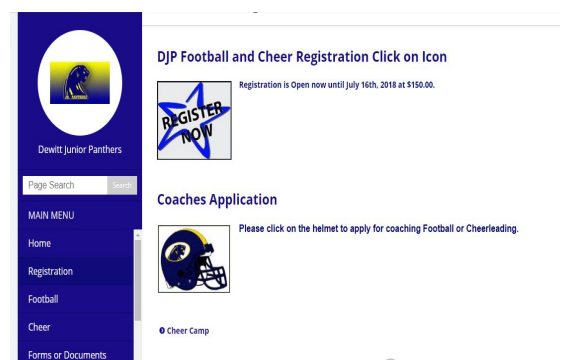 DJP Football and Cheer Registration Click on Icon
REGISTER
NOW
Registration is Open now until July 16th, 2018 at $150.00.
Dewitt Junior Panthers
Page Search
Search
MAIN MENU
Home
Registration
Football
Cheer
Forms or Documents
Coaches Application
Please click on the helmet to apply for coaching Football or Cheerleading.
Cheer Camp